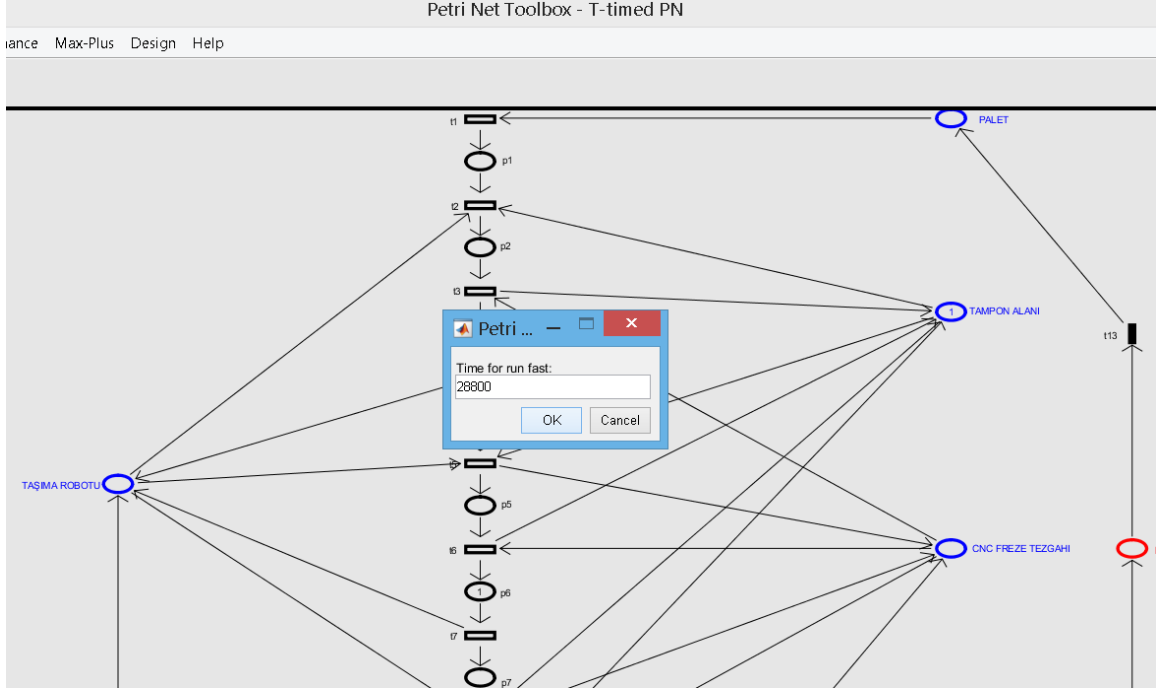 Petri Net Toolbox - T-timed PN
Max-Plus Design Help
t1
PALET
p1
t2
p2
t3
1
TAMPON ALANI
Petri ...
t13
Time for run fast:
28800
OK Cancel
TAŞIMA ROBOTU
p5
t6
CNC FREZE TEZGAHI
1
p6
t7
p7